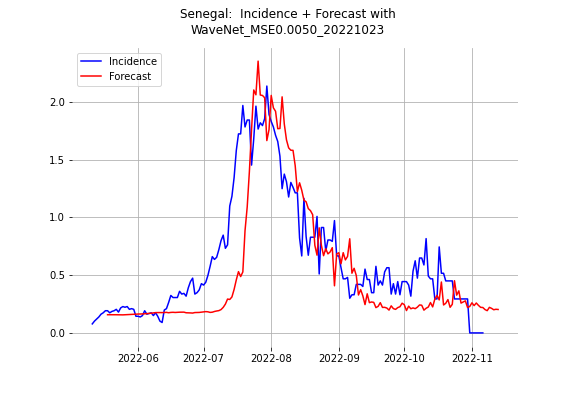 Senegal:  Incidence + Forecast with
WaveNet_MSE0.0050_20221023
Incidence
Forecast
2.0
1.5
1.0
0.5
0.0
2022-06 2022-07 2022-08 2022-09 2022-10 2022-11